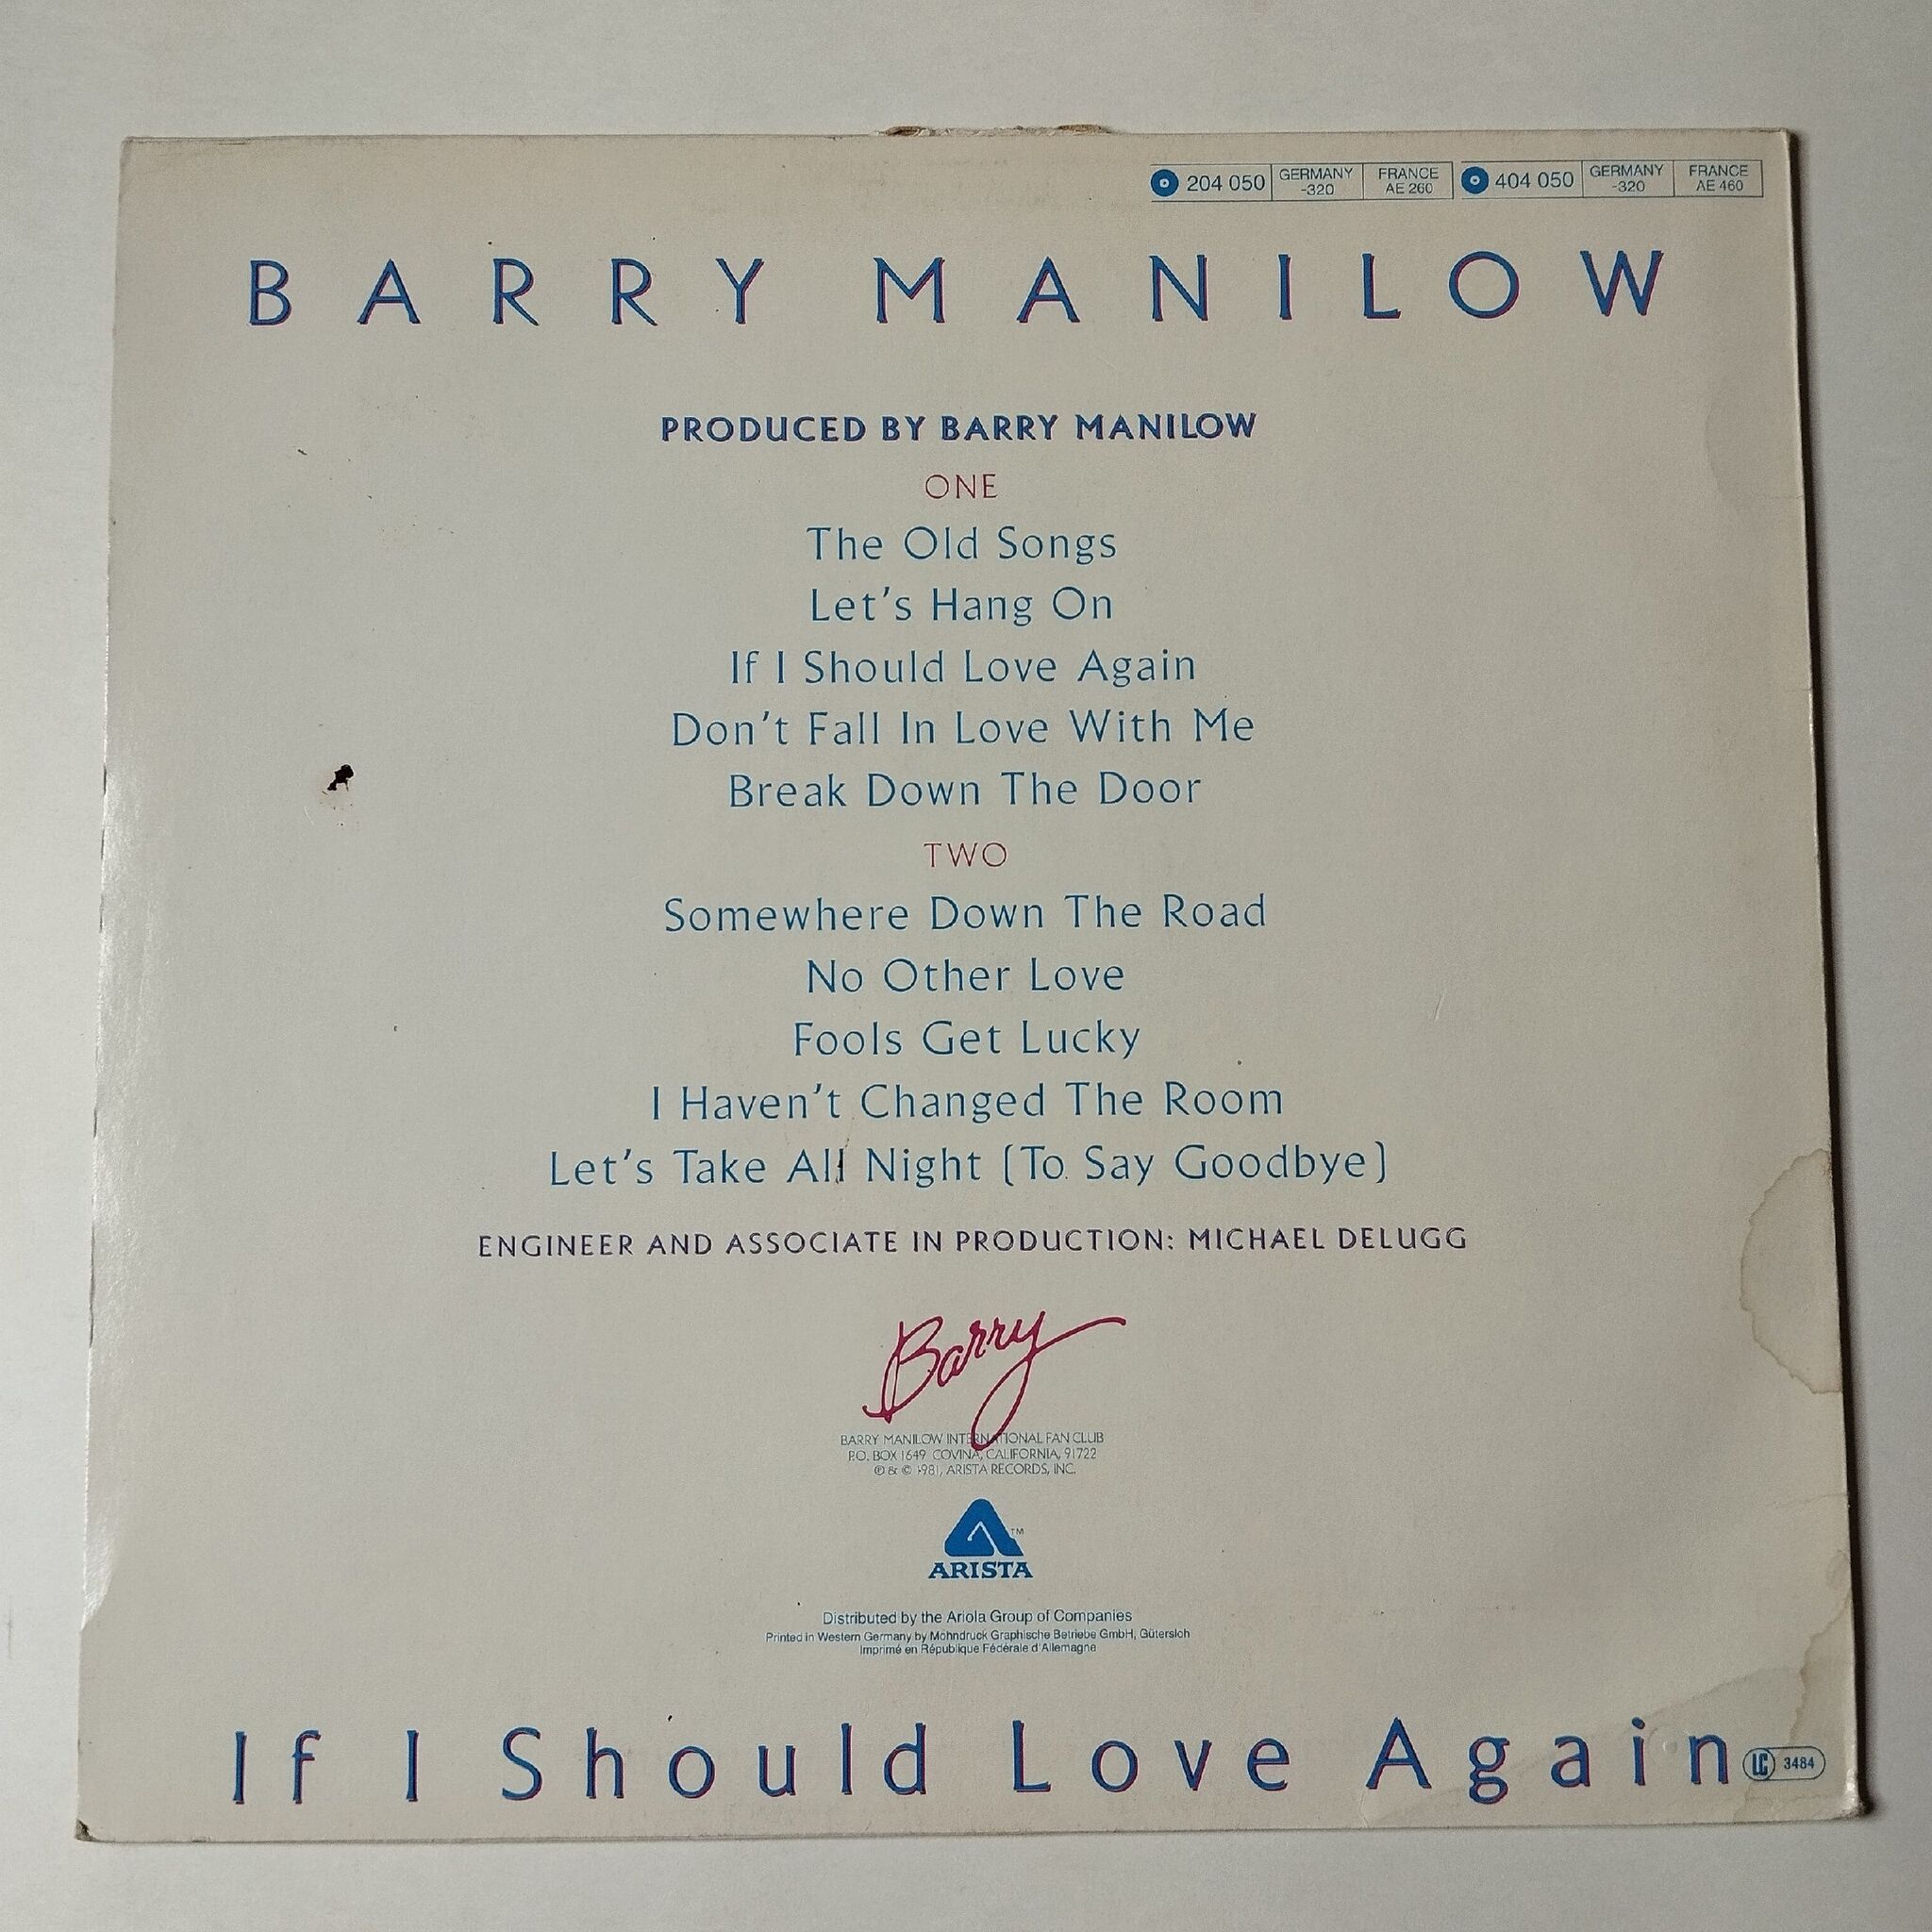 204 050 GERMANY -320 FRANCE AE 260 404 050 GERMANY -320 FRANCE AE 460
BARRY MANILOW
PRODUCED BY BARRY MANILOW
ONE
The Old Songs
Let's Hang On
If I Should Love Again
Don't Fall In Love With Me
Break Down The Door
TWO
Somewhere Down The Road
No Other Love
Fools Get Lucky
I Haven't Changed The Room
Let's Take All Night (To Say Goodbye)
ENGINEER AND ASSOCIATE IN PRODUCTION: MICHAEL DELUGG
Barry
BARRY MANILOW INTERNATIONAL FAN CLUB
P.O. BOX 1649 COVINA, CALIFORNIA, 91722
℗ & © 1981, ARISTA RECORDS, INC.
TM
ARISTA
Distributed by the Ariola Group of Companies
Printed in Western Germany by Mohndruck Graphische Betriebe GmbH, Gütersloh
Imprimé en République Fédérale d'Allemagne
If I Should Love Again
LC 3484